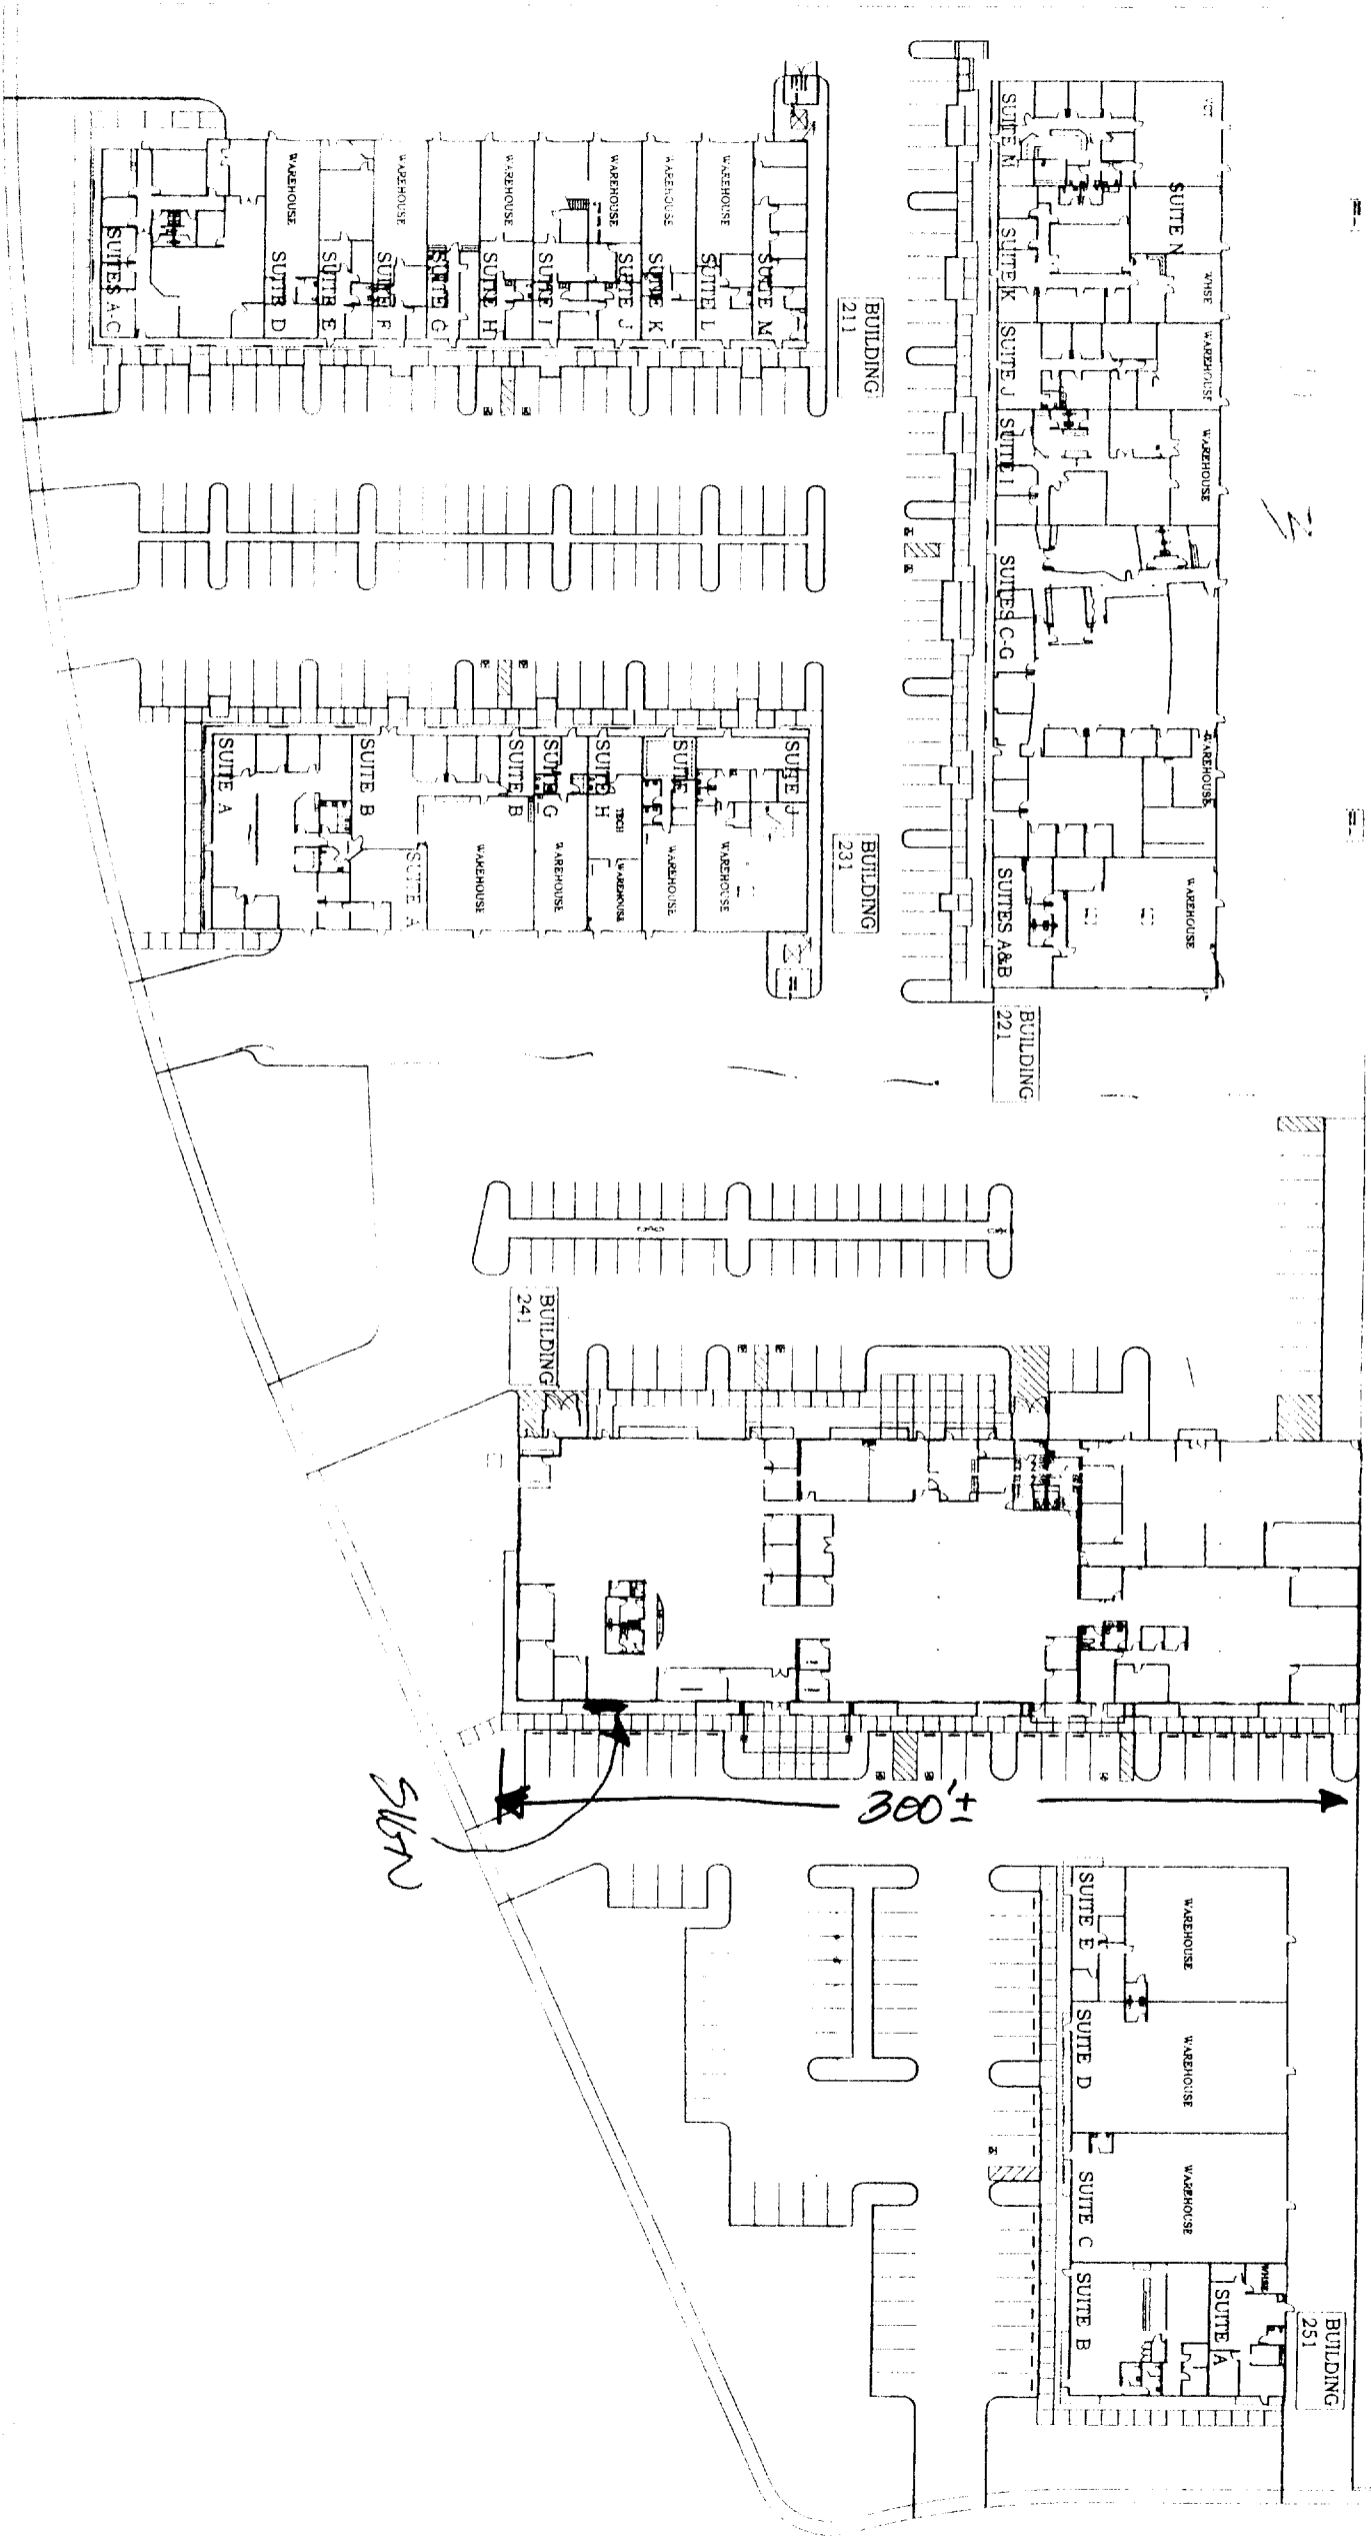 BUILDING
211
SUITES A-C
WAREHOUSE
SUITE D
SUITE E
WAREHOUSE
SUITE F
SUITE G
WAREHOUSE
SUITE H
SUITE I
WAREHOUSE
SUITE J
WAREHOUSE
SUITE K
WAREHOUSE
SUITE L
SUITE M
BUILDING
221
SUITE M
SUITE N
SUITE K
WHSE
SUITE J
WAREHOUSE
SUITE I
WAREHOUSE
SUITES C-G
WAREHOUSE
SUITES A&B
WAREHOUSE
BUILDING
231
SUITE A
SUITE B
SUITE A
SUITE B
WAREHOUSE
SUITE G
WAREHOUSE
SUITE H
TECH
WAREHOUSE
SUITE I
WAREHOUSE
SUITE J
WAREHOUSE
BUILDING
241
SIGN
300'±
BUILDING
251
SUITE E
WAREHOUSE
SUITE D
WAREHOUSE
SUITE C
WAREHOUSE
SUITE B
SUITE A
WHSE